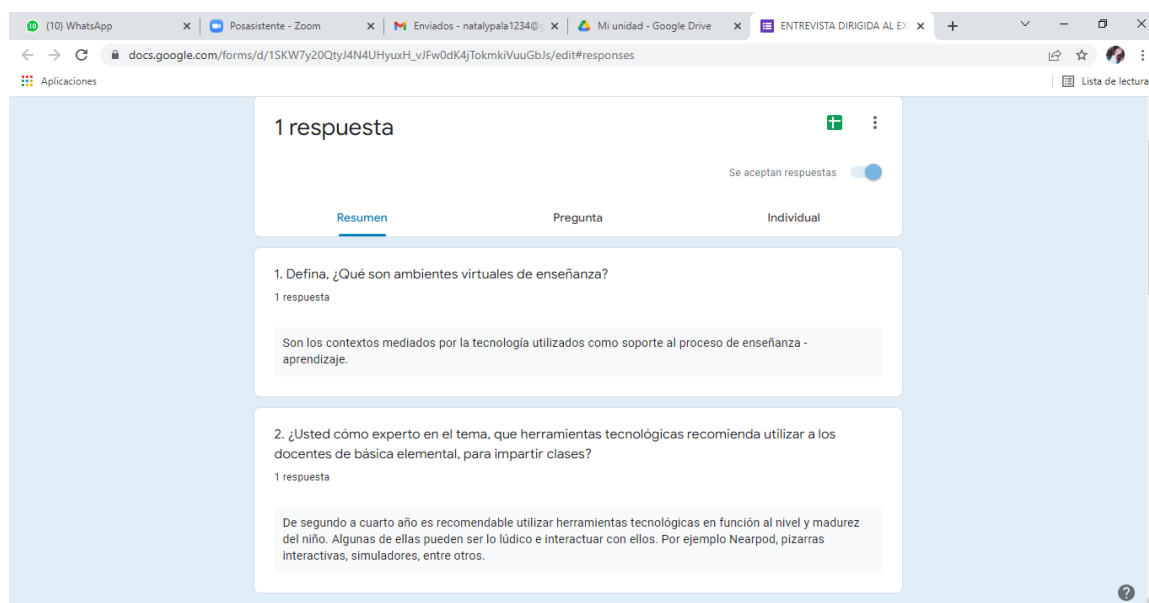 (10) WhatsApp
Posasistente - Zoom
Enviados - natalypala1234@
Mi unidad - Google Drive
ENTREVISTA DIRIGIDA AL EX
docs.google.com/forms/d/1SKW7y20QtyJ4N4UHyuxH_vJFw0dK4jTokmkiVuuGbJs/edit#responses
Aplicaciones
Lista de lectura
1 respuesta
Se aceptan respuestas
Resumen
Pregunta
Individual
1. Defina, ¿Qué son ambientes virtuales de enseñanza?
1 respuesta
Son los contextos mediados por la tecnología utilizados como soporte al proceso de enseñanza -
aprendizaje.
2. ¿Usted cómo experto en el tema, que herramientas tecnológicas recomienda utilizar a los
docentes de básica elemental, para impartir clases?
1 respuesta
De segundo a cuarto año es recomendable utilizar herramientas tecnológicas en función al nivel y madurez
del niño. Algunas de ellas pueden ser lo lúdico e interactuar con ellos. Por ejemplo Nearpod, pizarras
interactivas, simuladores, entre otros.